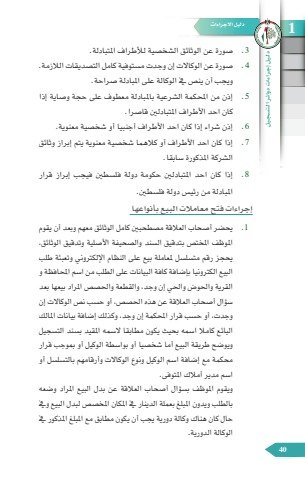 دليل الاجراءات
1
دليل اجراءات دوائر التسجيل
3. صورة عن الوثائق الشخصية للأطراف المتبادلة.
4. صورة عن الوكالات إن وجدت مستوفية كامل التصديقات اللازمة.
ويجب أن ينص في الوكالة على المبادلة صراحة.
5. إذن من المحكمة الشرعية بالمبادلة معطوف على حجة وصاية إذا
كان احد الأطراف المتبادلين قاصرا.
6. إذن شراء إذا كان احد الأطراف أجنبيا أو شخصية معنوية.
7. إذا كان احد الأطراف أو كلاهما شخصية معنوية يتم إبراز وثائق
الشركة المذكورة سابقا.
8. إذا كان احد المتبادلين حكومة دولة فلسطين فيجب إبراز قرار
المبادلة من رئيس دولة فلسطين.
إجراءات فتح معاملات البيع بأنواعها
1. يحضر أصحاب العلاقة مصطحبين كامل الوثائق معهم وبعد أن يقوم
الموظف المختص بتدقيق السند والصحيفة الأصلية وتدقيق الوثائق،
يحجز رقم متسلسل لمعاملة بيع على النظام الإلكتروني وتعبئة طلب
البيع الكترونيا بإضافة كافة البيانات على الطلب من اسم المحافظة و
القرية والحوض والحي إن وجد، والقطعة والحصص المراد بيعها بعد
سؤال أصحاب العلاقة عن هذه الحصص، أو حسب نص الوكالات إن
وجدت، أو حسب قرار المحكمة إن وجد، وكذلك إضافة بيانات المالك
البائع كاملا اسمه بحيث يكون مطابقا لاسمه المقيد بسند التسجيل
ويوضح طريقة البيع أما شخصيا أو بواسطة الوكيل أو بموجب قرار
محكمة مع إضافة اسم الوكيل ونوع الوكالات وأرقامهم بالتسلسل أو
اسم مدير أملاك المتوفى.
ويقوم الموظف بسؤال أصحاب العلاقة عن بدل البيع المراد وضعه
بالطلب ويدون المبلغ بعملة الدينار في المكان المخصص لبدل البيع وفي
حال كان هناك وكالة دورية يجب أن يكون مطابق مع المبلغ المذكور في
الوكالة الدورية.
40